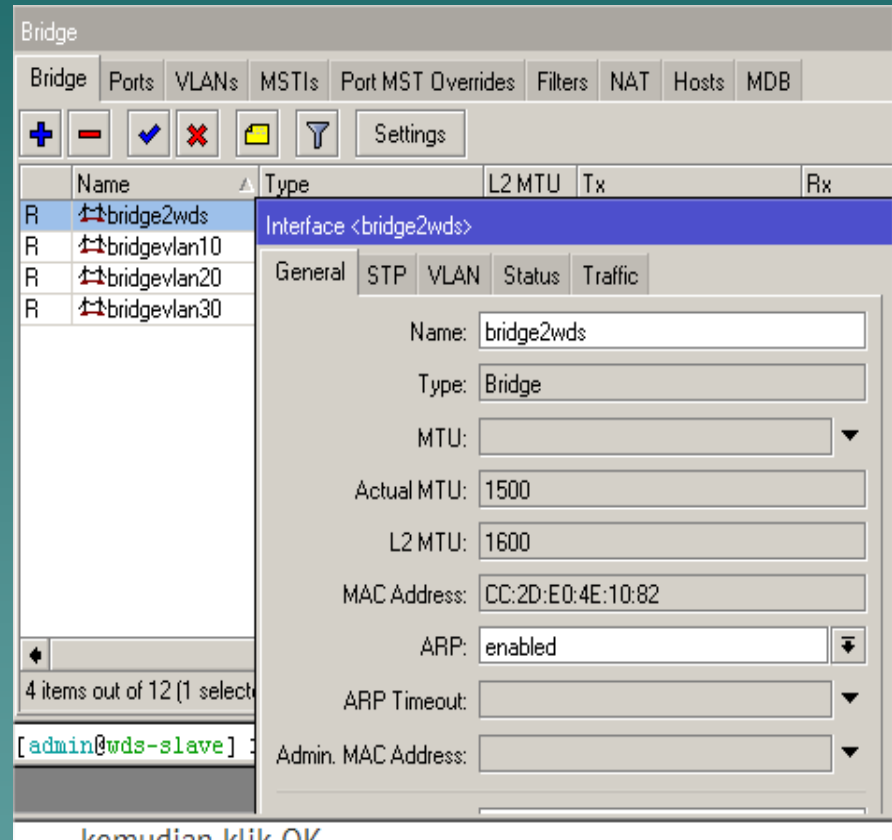 Bridge
Bridge Ports VLANs MSTIs Port MST Overrides Filters NAT Hosts MDB
Settings
Name Type L2 MTU Tx Rx
R bridge2wds
R bridgevlan10
R bridgevlan20
R bridgevlan30
Interface <bridge2wds>
General STP VLAN Status Traffic
Name: bridge2wds
Type: Bridge
MTU:
Actual MTU: 1500
L2 MTU: 1600
MAC Address: CC:2D:E0:4E:10:82
ARP: enabled
ARP Timeout:
Admin. MAC Address:
4 items out of 12 (1 select
[admin@wds-slave]
kemudian klik OK